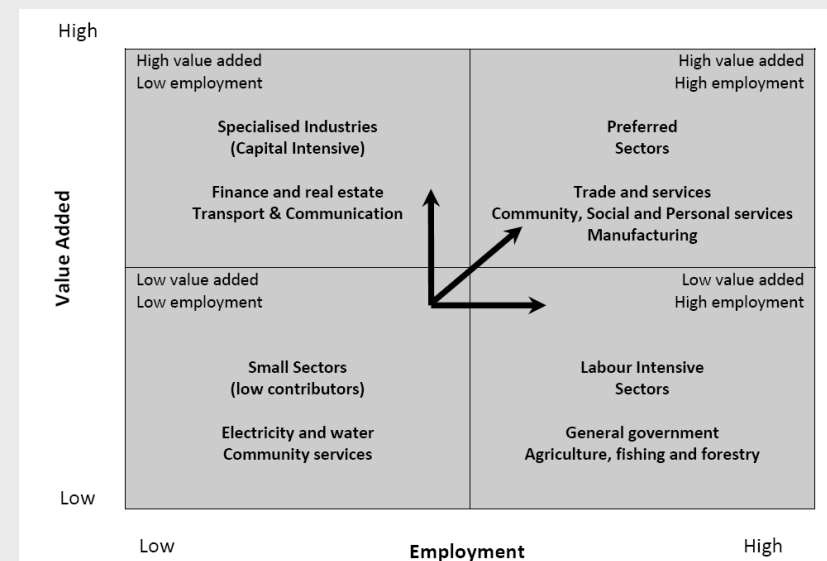 High
High value added
Low employment
Specialised Industries
(Capital Intensive)
Finance and real estate
Transport & Communication
High value added
High employment
Preferred
Sectors
Trade and services
Community, Social and Personal services
Manufacturing
Value Added
Low value added
Low employment
Small Sectors
(low contributors)
Electricity and water
Community services
Low value added
High employment
Labour Intensive
Sectors
General government
Agriculture, fishing and forestry
Low
Low
Employment
High